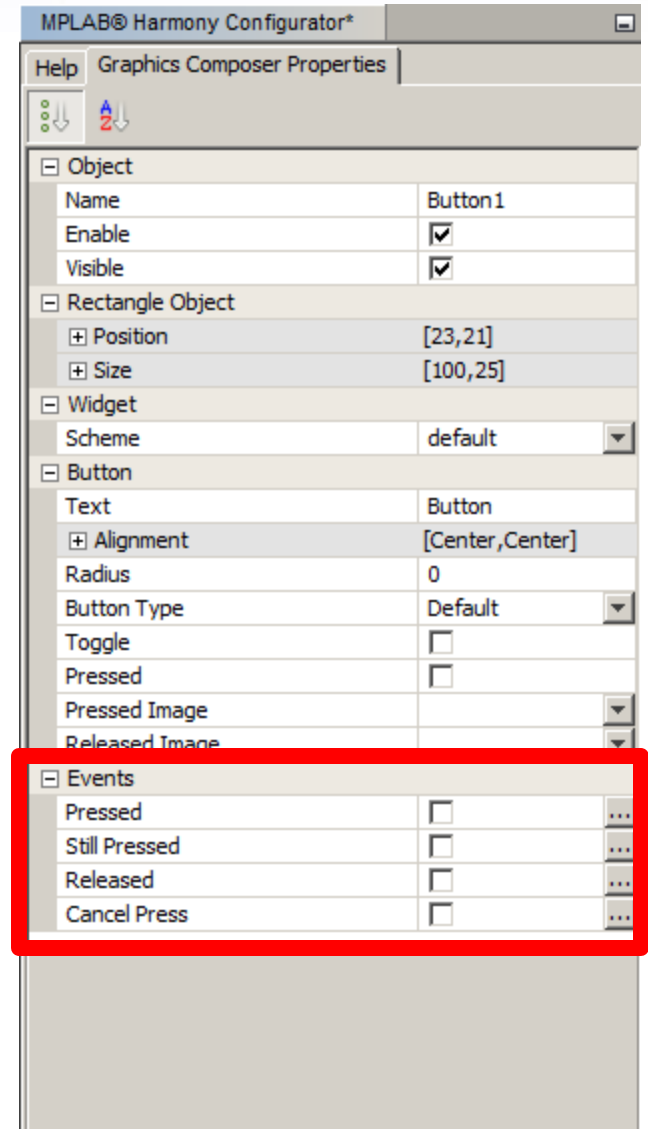 MPLAB® Harmony Configurator*
Help Graphics Composer Properties
A
Z
Object
Name Button1
Enable
Visible
Rectangle Object
Position [23,21]
Size [100,25]
Widget
Scheme default
Button
Text Button
Alignment [Center,Center]
Radius 0
Button Type Default
Toggle
Pressed
Pressed Image
Released Image
Events
Pressed ...
Still Pressed ...
Released ...
Cancel Press ...